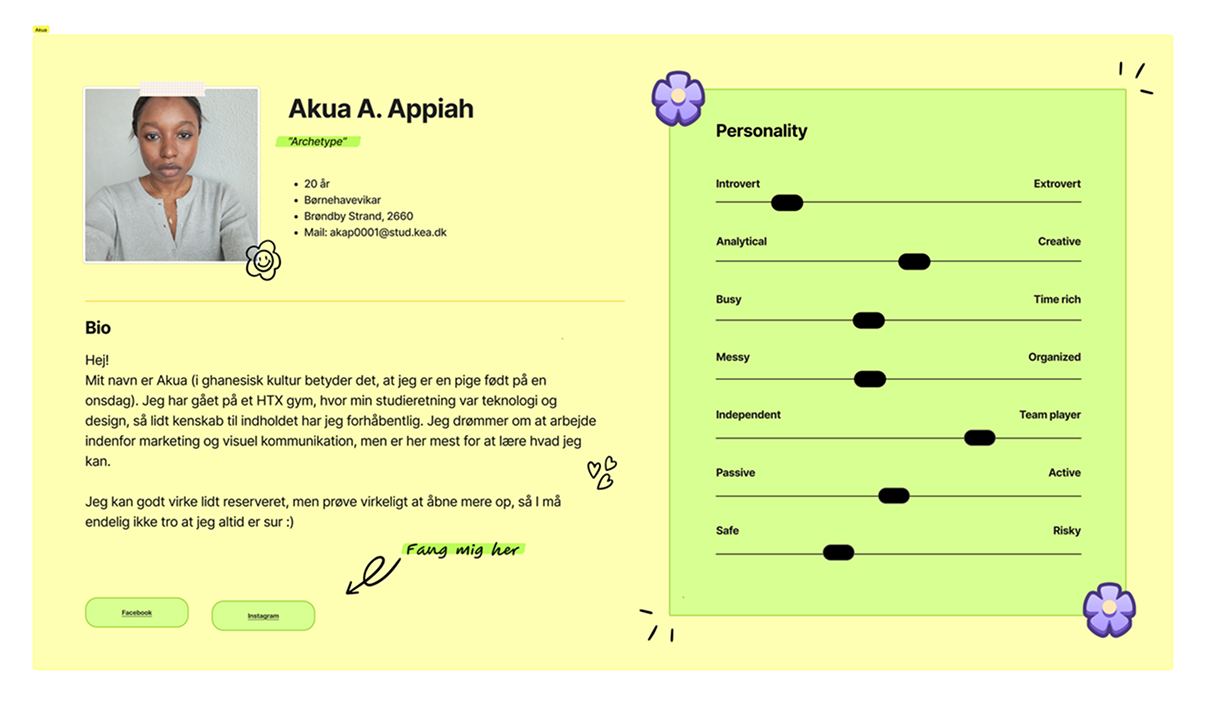 Akua
Akua A. Appiah
"Archetype"
20 år
Børnehavevikar
Brøndby Strand, 2660
Mail: akap0001@stud.kea.dk
Bio
Hej!
Mit navn er Akua (i ghanesisk kultur betyder det, at jeg er en pige født på en
onsdag). Jeg har gået på et HTX gym, hvor min studieretning var teknologi og
design, så lidt kenskab til indholdet har jeg forhåbentlig. Jeg drømmer om at arbejde
indenfor marketing og visuel kommunikation, men er her mest for at lære hvad jeg
kan.
Jeg kan godt virke lidt reserveret, men prøve virkeligt at åbne mere op, så I må
endelig ikke tro at jeg altid er sur :)
Fang mig her
Facebook
Instagram
Personality
Introvert Extrovert
Analytical Creative
Busy Time rich
Messy Organized
Independent Team player
Passive Active
Safe Risky